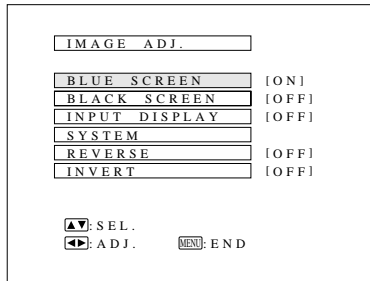 IMAGE ADJ.
BLUE SCREEN [ON]
BLACK SCREEN [OFF]
INPUT DISPLAY [OFF]
SYSTEM
REVERSE [OFF]
INVERT [OFF]
▲▼:SEL.
◀▶:ADJ. MENU:END